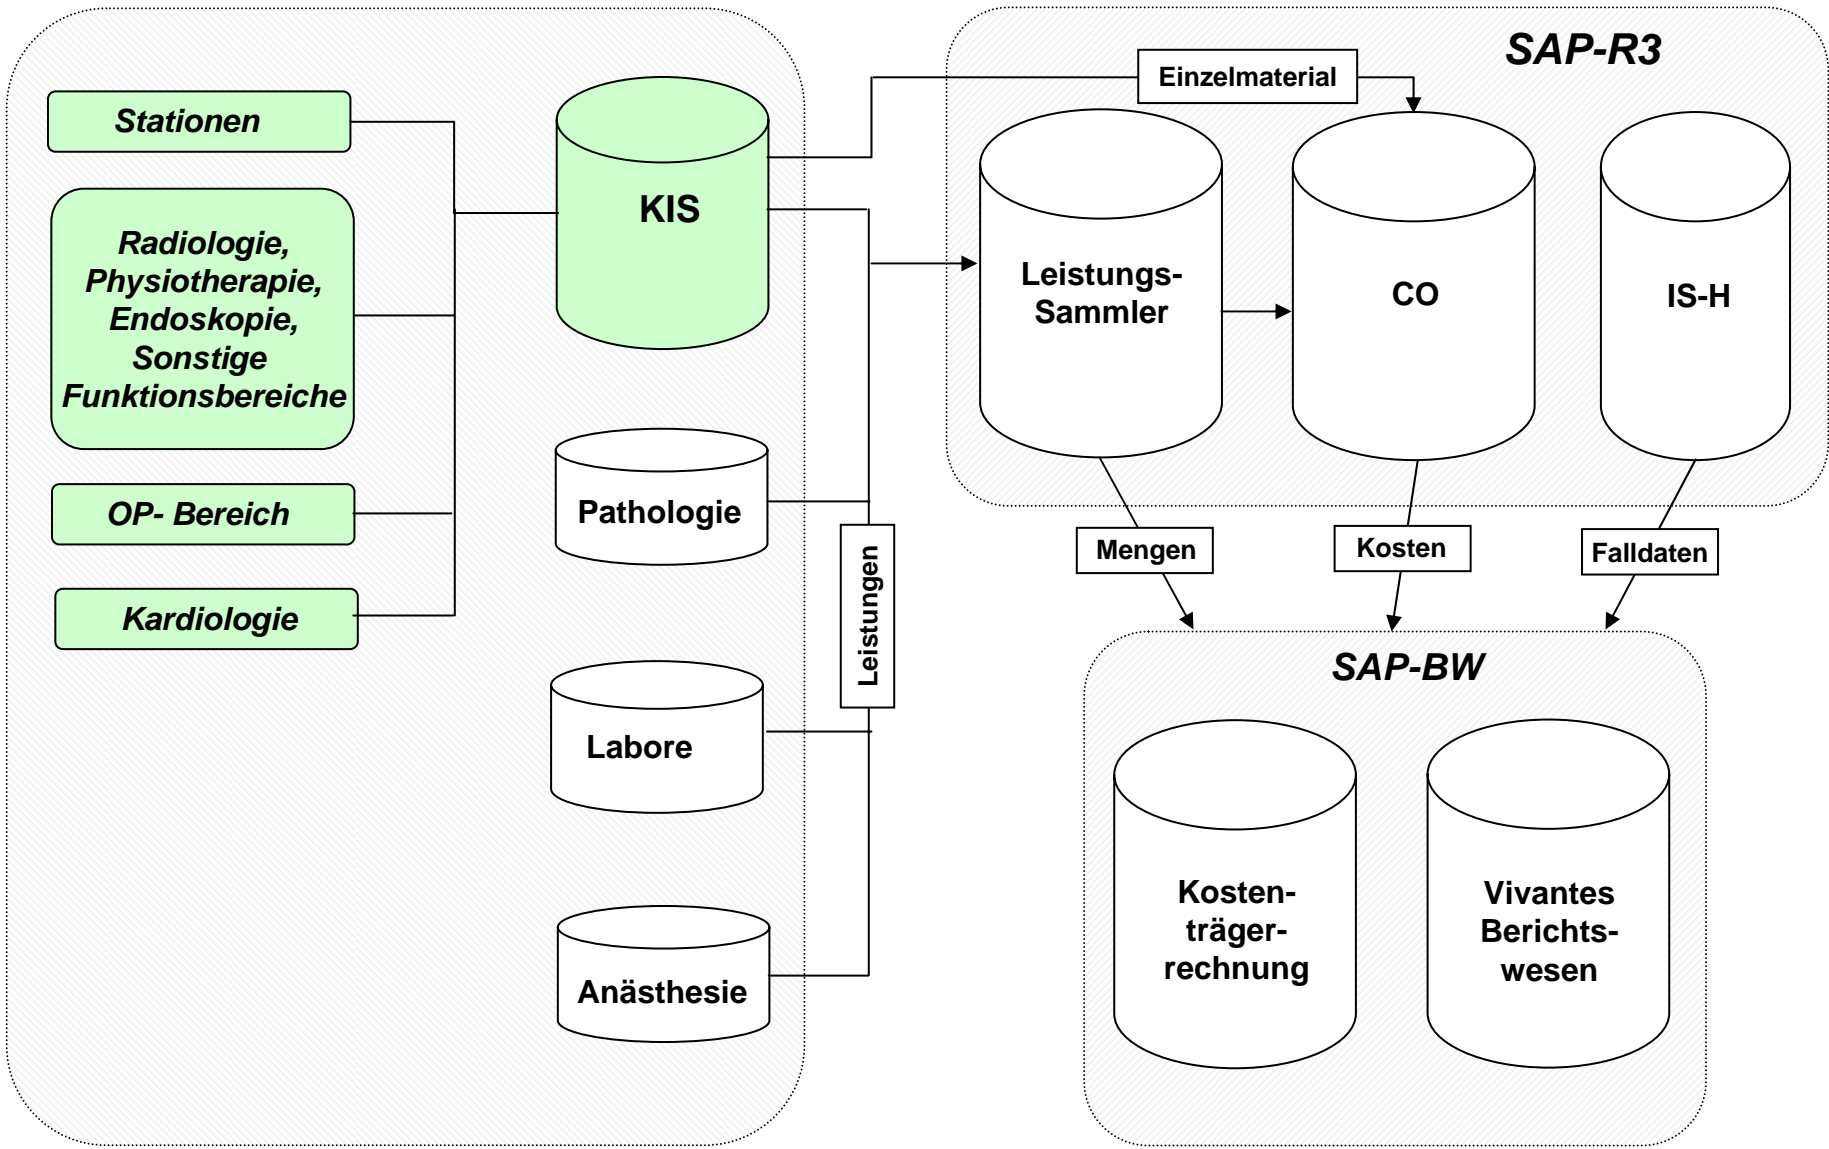 Stationen
Radiologie,
Physiotherapie,
Endoskopie,
Sonstige
Funktionsbereiche
OP- Bereich
Kardiologie
KIS
Pathologie
Labore
Anästhesie
Leistungen
SAP-R3
Einzelmaterial
Leistungs-
Sammler
CO
IS-H
Mengen
Kosten
Falldaten
SAP-BW
Kosten-
träger-
rechnung
Vivantes
Berichts-
wesen